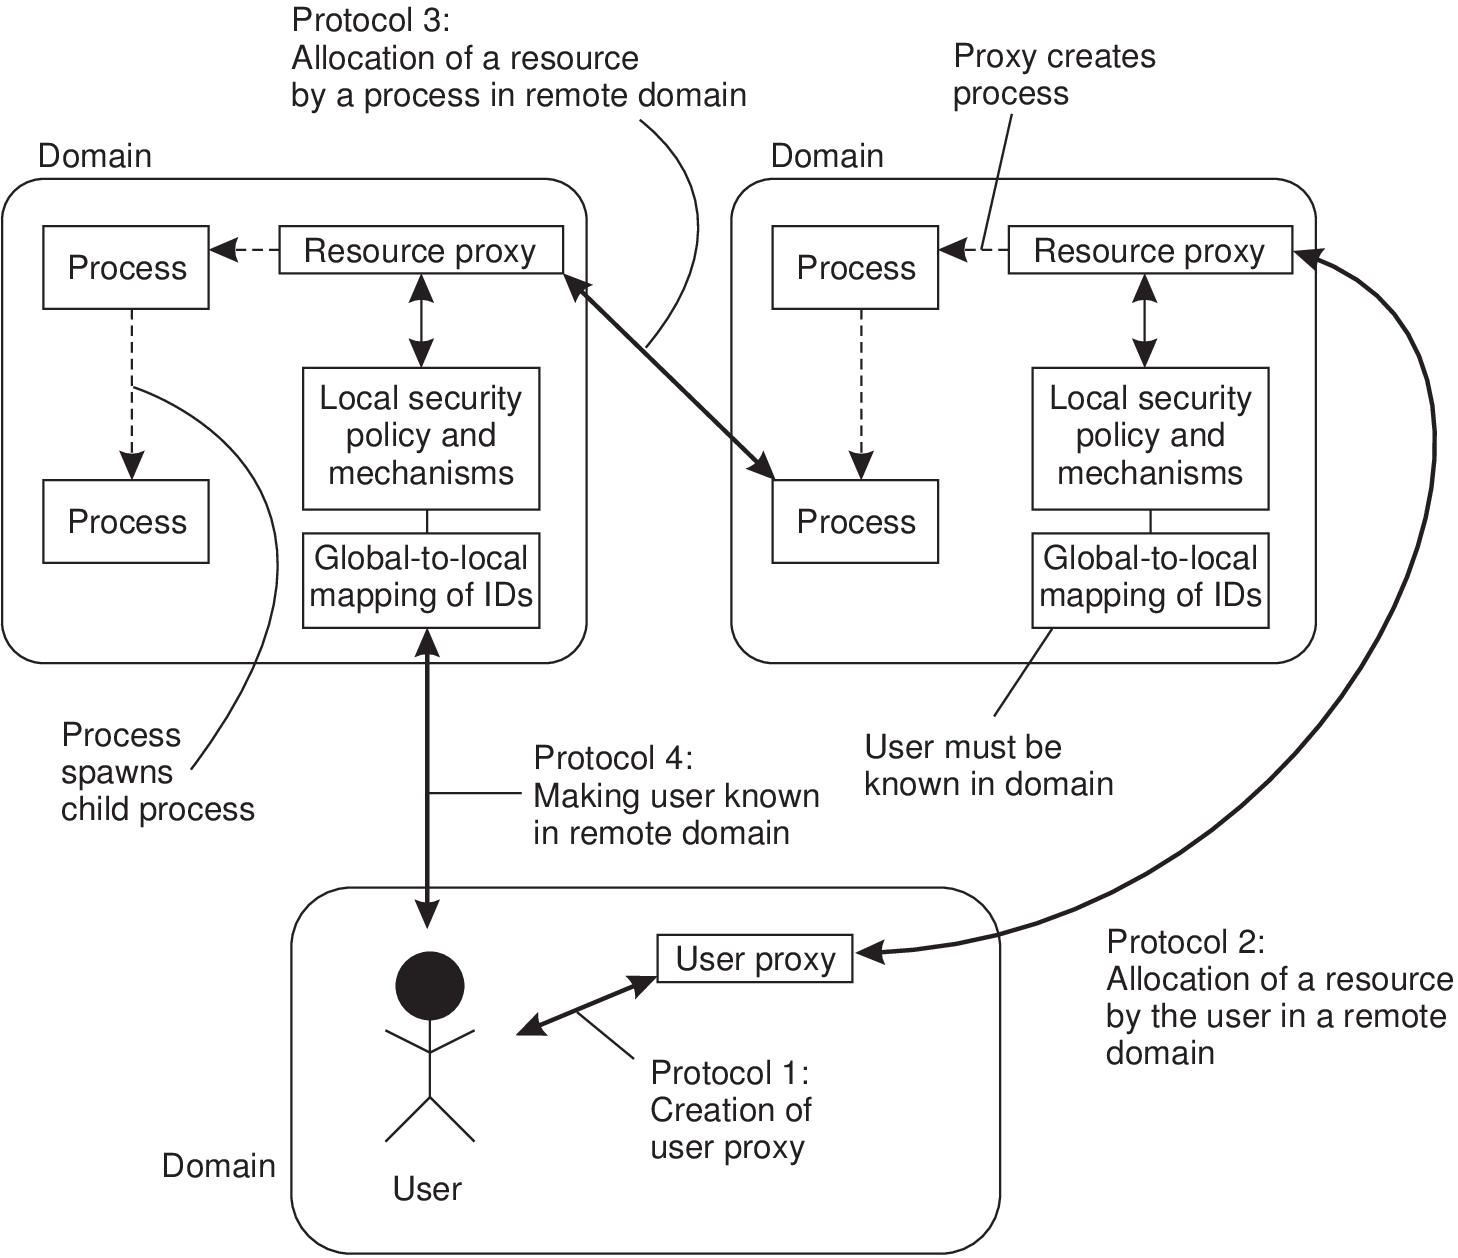 Protocol 3:
Allocation of a resource
by a process in remote domain
Proxy creates
process
Domain
Domain
Process
Resource proxy
Process
Resource proxy
Local security
policy and
mechanisms
Local security
policy and
mechanisms
Process
Process
Global-to-local
mapping of IDs
Global-to-local
mapping of IDs
Process
spawns
child process
Protocol 4:
Making user known
in remote domain
User must be
known in domain
User proxy
Protocol 2:
Allocation of a resource
by the user in a remote
domain
Protocol 1:
Creation of
user proxy
Domain
User